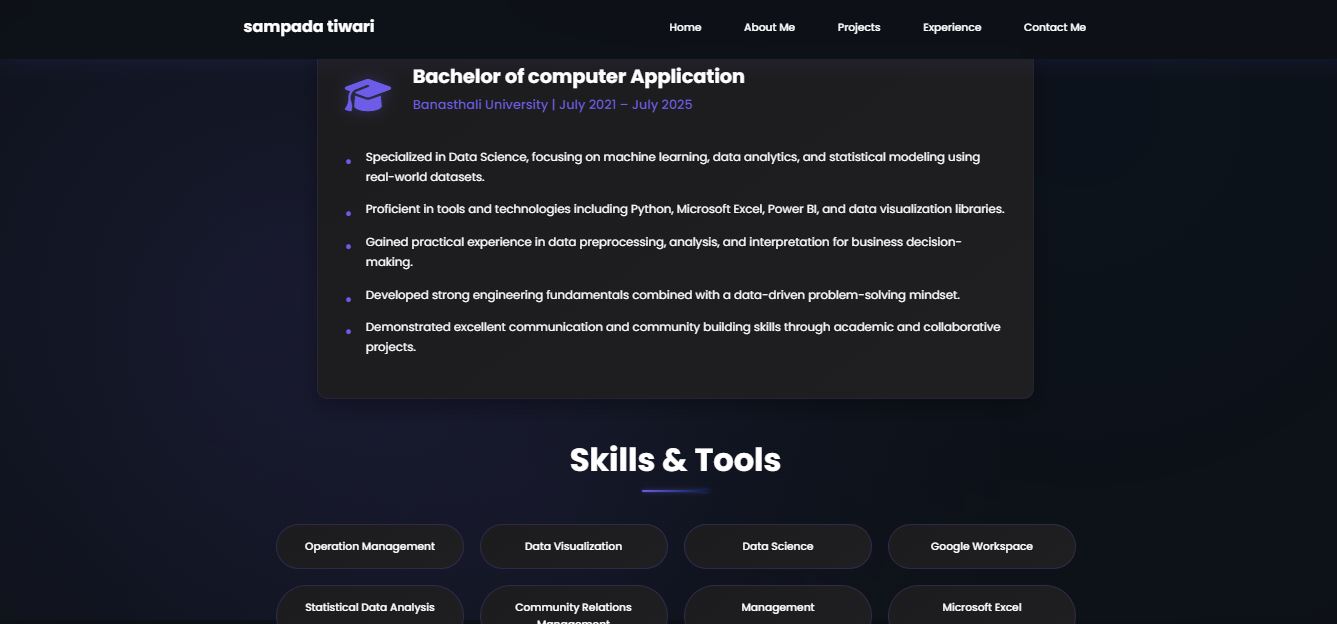 sampada tiwari
Home About Me Projects Experience Contact Me
Bachelor of computer Application
Banasthali University | July 2021 – July 2025
Specialized in Data Science, focusing on machine learning, data analytics, and statistical modeling using
real-world datasets.
Proficient in tools and technologies including Python, Microsoft Excel, Power BI, and data visualization libraries.
Gained practical experience in data preprocessing, analysis, and interpretation for business decision-
making.
Developed strong engineering fundamentals combined with a data-driven problem-solving mindset.
Demonstrated excellent communication and community building skills through academic and collaborative
projects.
Skills & Tools
Operation Management Data Visualization Data Science Google Workspace
Statistical Data Analysis Community Relations Management Microsoft Excel
Management